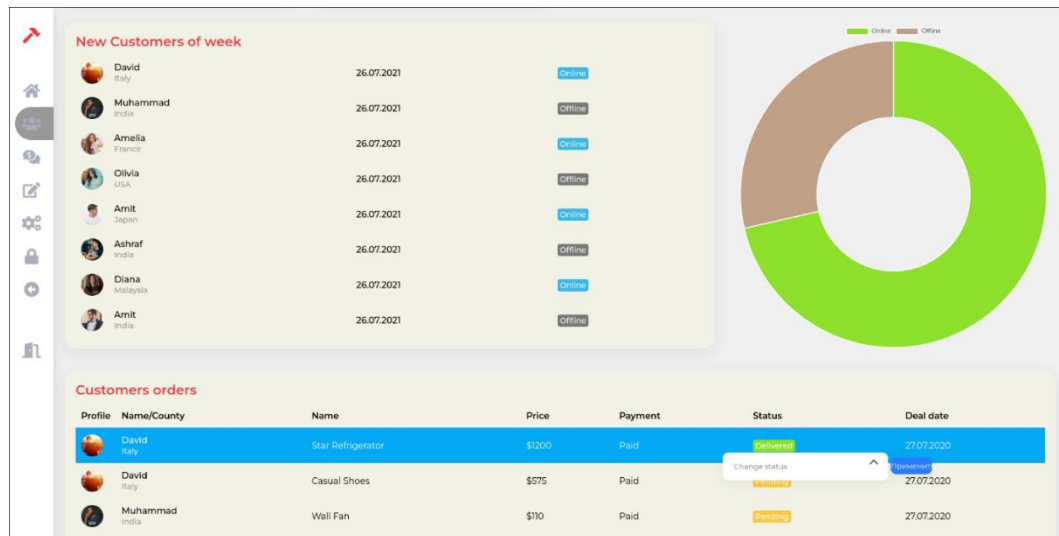 New Customers of week
Online Offline
David
Italy
26.07.2021
Online
Muhammad
India
26.07.2021
Offline
Amelia
France
26.07.2021
Online
Olivia
USA
26.07.2021
Offline
Amit
Japan
26.07.2021
Online
Ashraf
India
26.07.2021
Offline
Diana
Malaysia
26.07.2021
Online
Amit
India
26.07.2021
Offline
Customers orders
Profile Name/County Name Price Payment Status Deal date
David
Italy
Star Refrigerator $1200 Paid Delivered 27.07.2020
Change status
David
Italy
Casual Shoes $575 Paid Pending 27.07.2020
Muhammad
India
Wall Fan $110 Paid Pending 27.07.2020